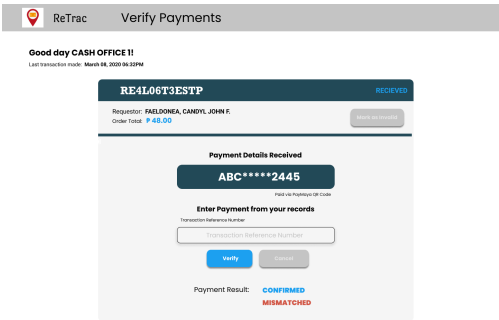 ReTrac
Verify Payments
Good day CASH OFFICE 1!
Last transaction made: March 08, 2020 06:32PM
RE4L06T3ESTP
RECIEVED
Requestor: FAELDONEA, CANDYL JOHN F.
Order Total: ₱ 48.00
Mark as Invalid
Payment Details Received
ABC*****2445
Paid via PayMaya QR Code
Enter Payment from your records
Transaction Reference Number
Transaction Reference Number
Verify
Cancel
Payment Result: CONFIRMED
MISMATCHED